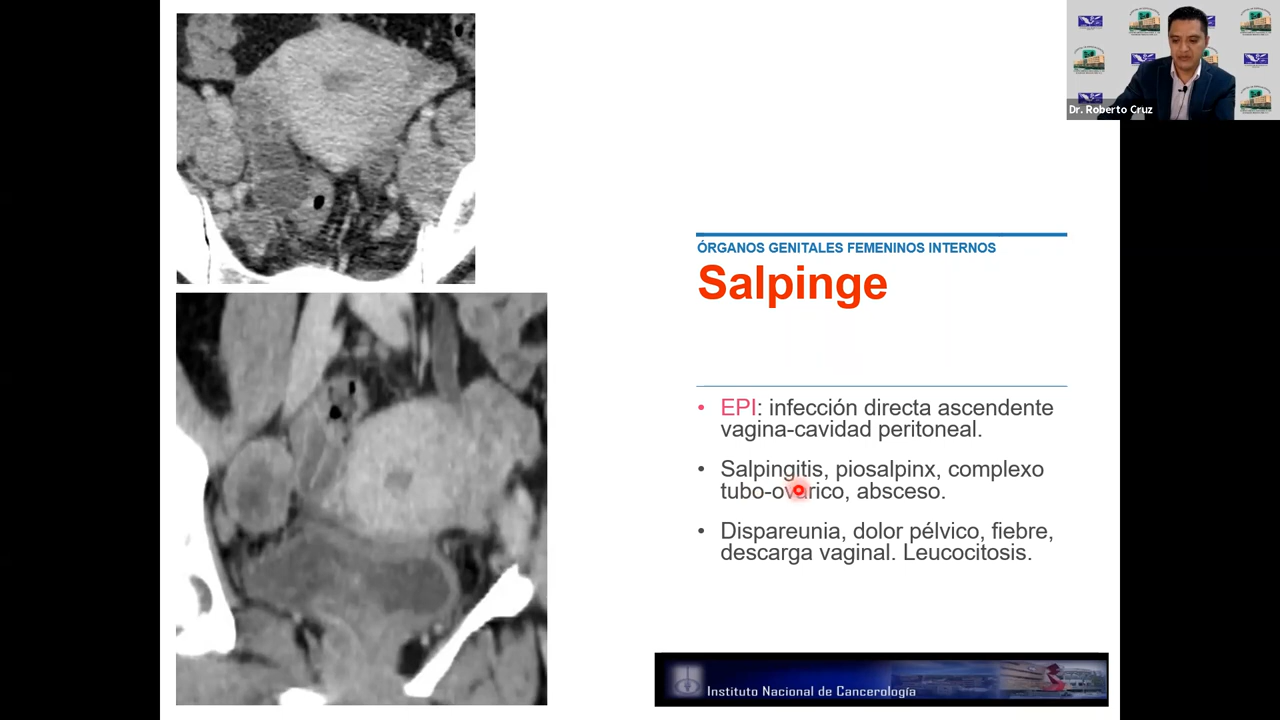 Dr. Roberto Cruz
ÓRGANOS GENITALES FEMENINOS INTERNOS
Salpinge
• EPI: infección directa ascendente
vagina-cavidad peritoneal.
• Salpingitis, piosalpinx, complexo
tubo-ovárico, absceso.
• Dispareunia, dolor pélvico, fiebre,
descarga vaginal. Leucocitosis.
Instituto Nacional de Cancerología